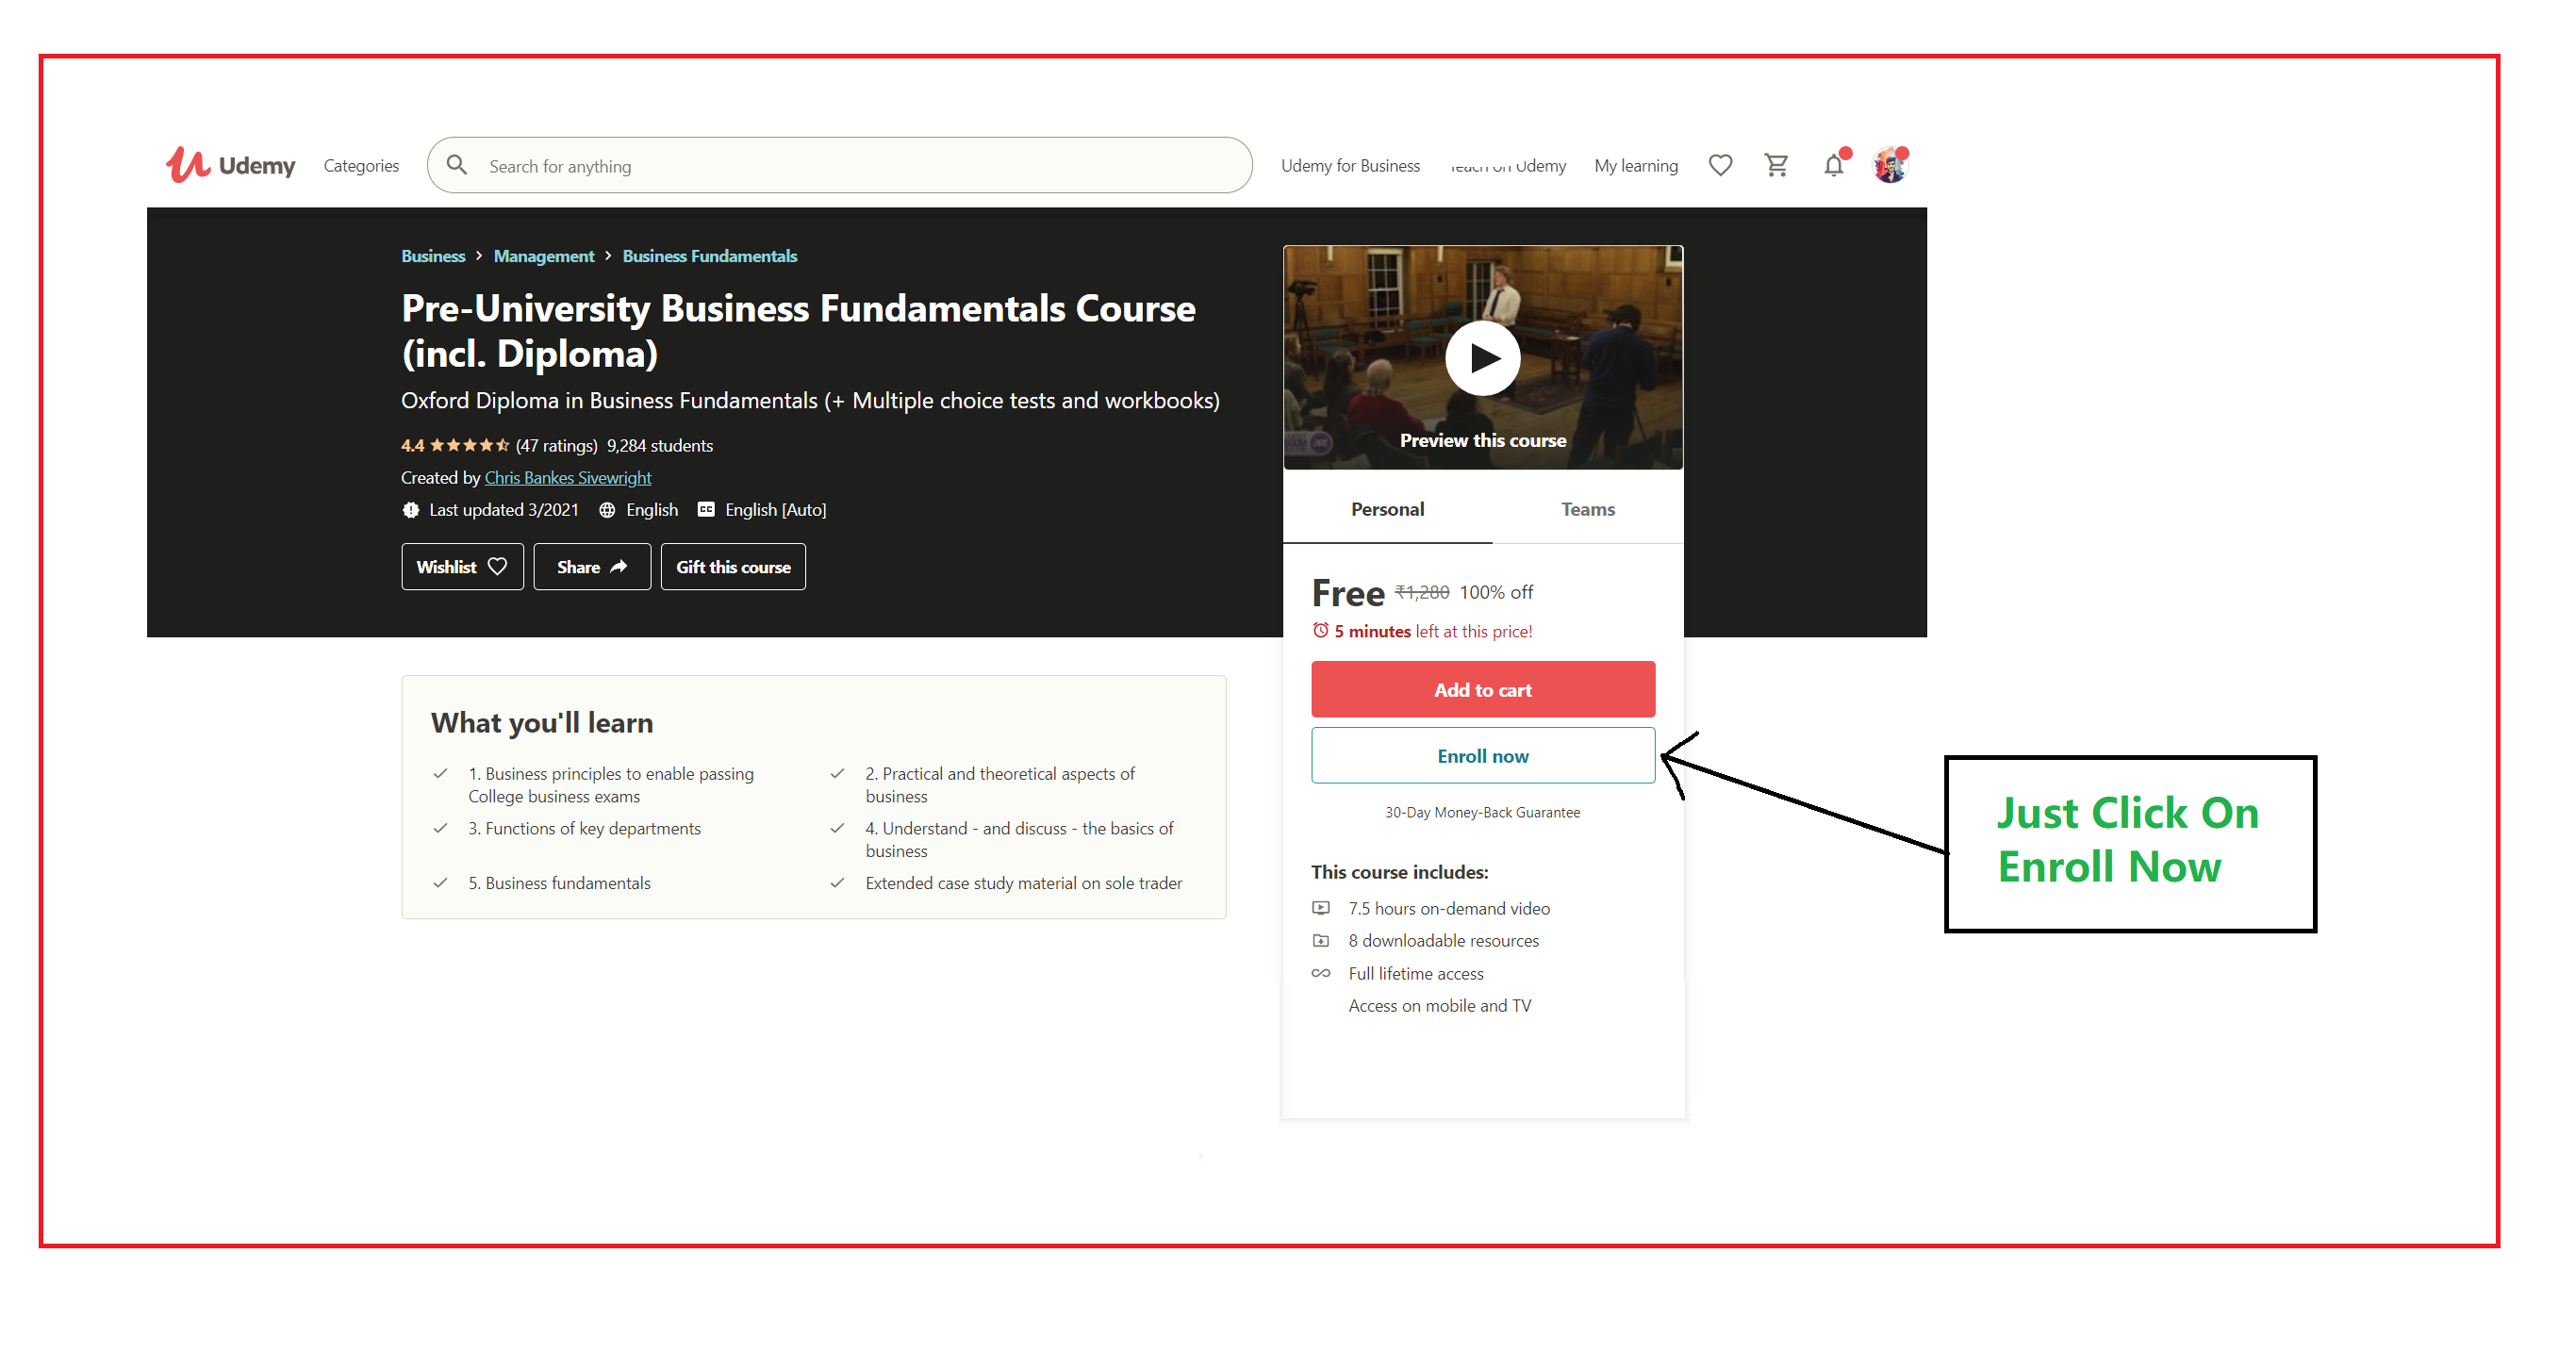 Udemy
Categories
Search for anything
Udemy for Business
Teach on Udemy
My learning
Business > Management > Business Fundamentals
Pre-University Business Fundamentals Course
(incl. Diploma)
Oxford Diploma in Business Fundamentals (+ Multiple choice tests and workbooks)
4.4 (47 ratings) 9,284 students
Created by Chris Bankes Sivewright
Last updated 3/2021 English CC English [Auto]
Wishlist
Share
Gift this course
What you'll learn
1. Business principles to enable passing
College business exams
2. Practical and theoretical aspects of
business
3. Functions of key departments
4. Understand - and discuss - the basics of
business
5. Business fundamentals
Extended case study material on sole trader
Preview this course
Personal
Teams
Free ₹1,280 100% off
5 minutes left at this price!
Add to cart
Enroll now
30-Day Money-Back Guarantee
This course includes:
7.5 hours on-demand video
8 downloadable resources
Full lifetime access
Access on mobile and TV
Just Click On
Enroll Now